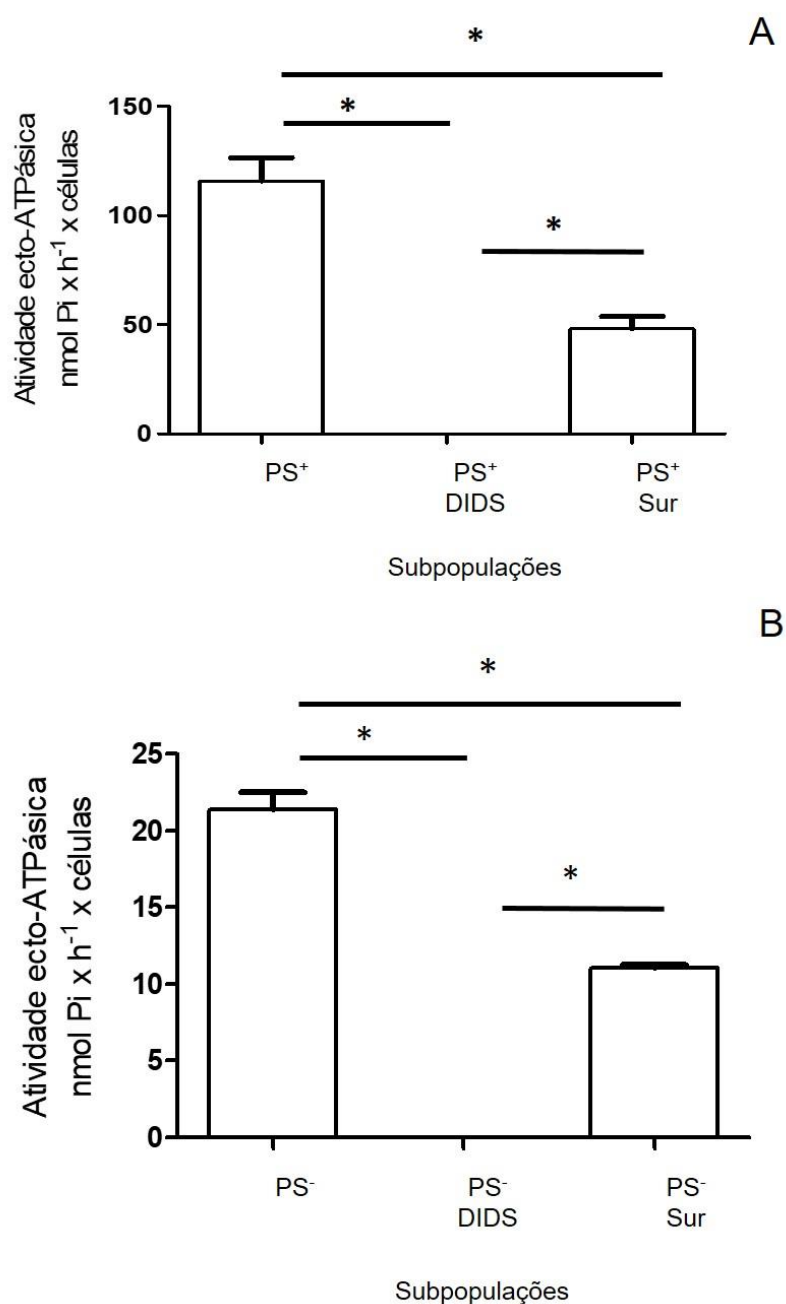 A
*
*
*
Atividade ecto-ATPásica
nmol Pi x h⁻¹ x células
150
100
50
0
PS⁺ PS⁺ PS⁺
DIDS Sur
Subpopulações
B
*
*
*
Atividade ecto-ATPásica
nmol Pi x h⁻¹ x células
25
20
15
10
5
0
PS⁻ PS⁻ PS⁻
DIDS Sur
Subpopulações